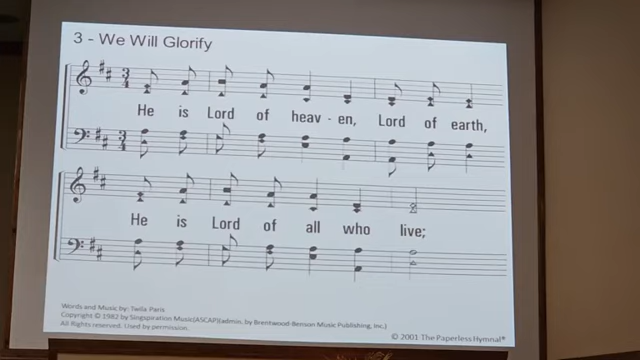 3 - We Will Glorify
He is Lord of heav - en, Lord of earth,
He is Lord of all who live;
Words and Music by: Twila Paris
Copyright © 1982 by Singspiration Music(ASCAP)(admin. by Brentwood-Benson Music Publishing, Inc.)
All rights reserved. Used by permission.
© 2001 The Paperless Hymnal®